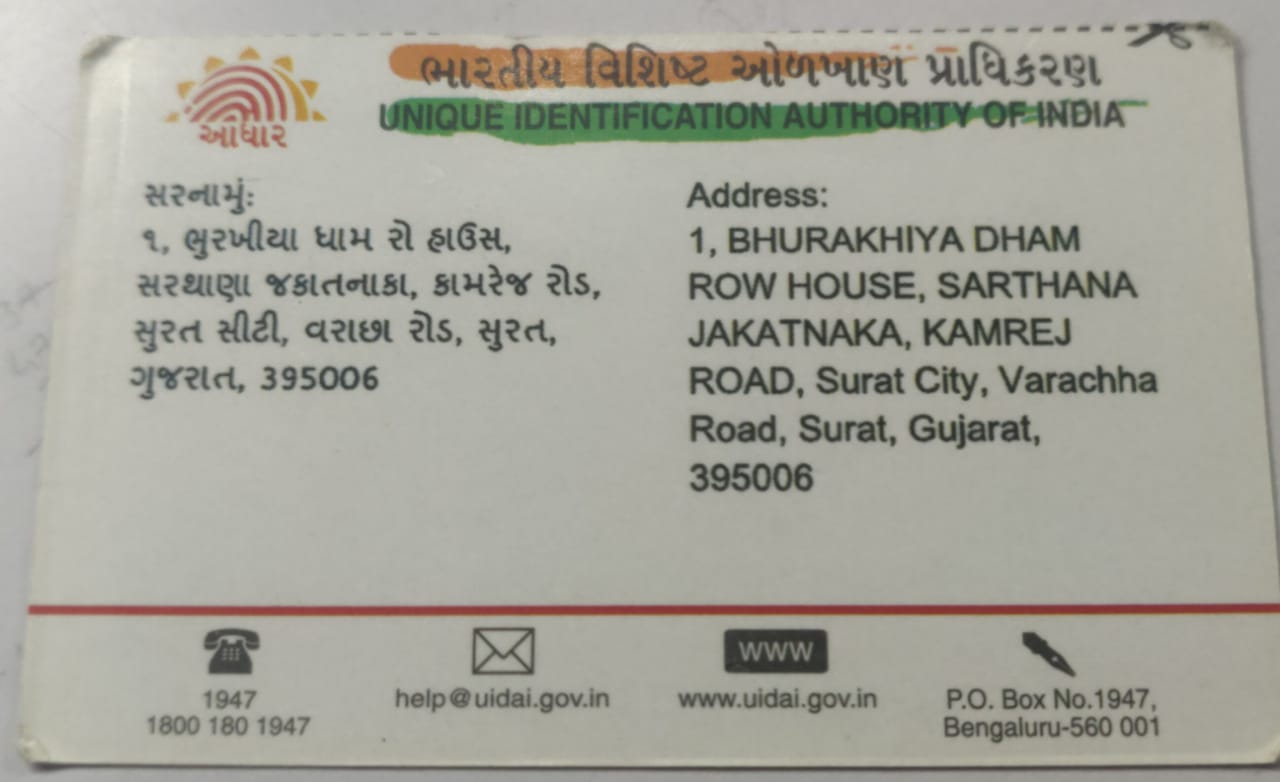 ભારતીય વિશિષ્ટ ઓળખાણ પ્રાધિકરણ
UNIQUE IDENTIFICATION AUTHORITY OF INDIA
આધાર
સરનામું:
૧, ભુરખીયા ધામ રો હાઉસ,
સરથાણા જકાતનાકા, કામરેજ રોડ,
સુરત સીટી, વરાછા રોડ, સુરત,
ગુજરાત, 395006
Address:
1, BHURAKHIYA DHAM
ROW HOUSE, SARTHANA
JAKATNAKA, KAMREJ
ROAD, Surat City, Varachha
Road, Surat, Gujarat,
395006
1947
1800 180 1947
help@uidai.gov.in
WWW
www.uidai.gov.in
P.O. Box No.1947,
Bengaluru-560 001